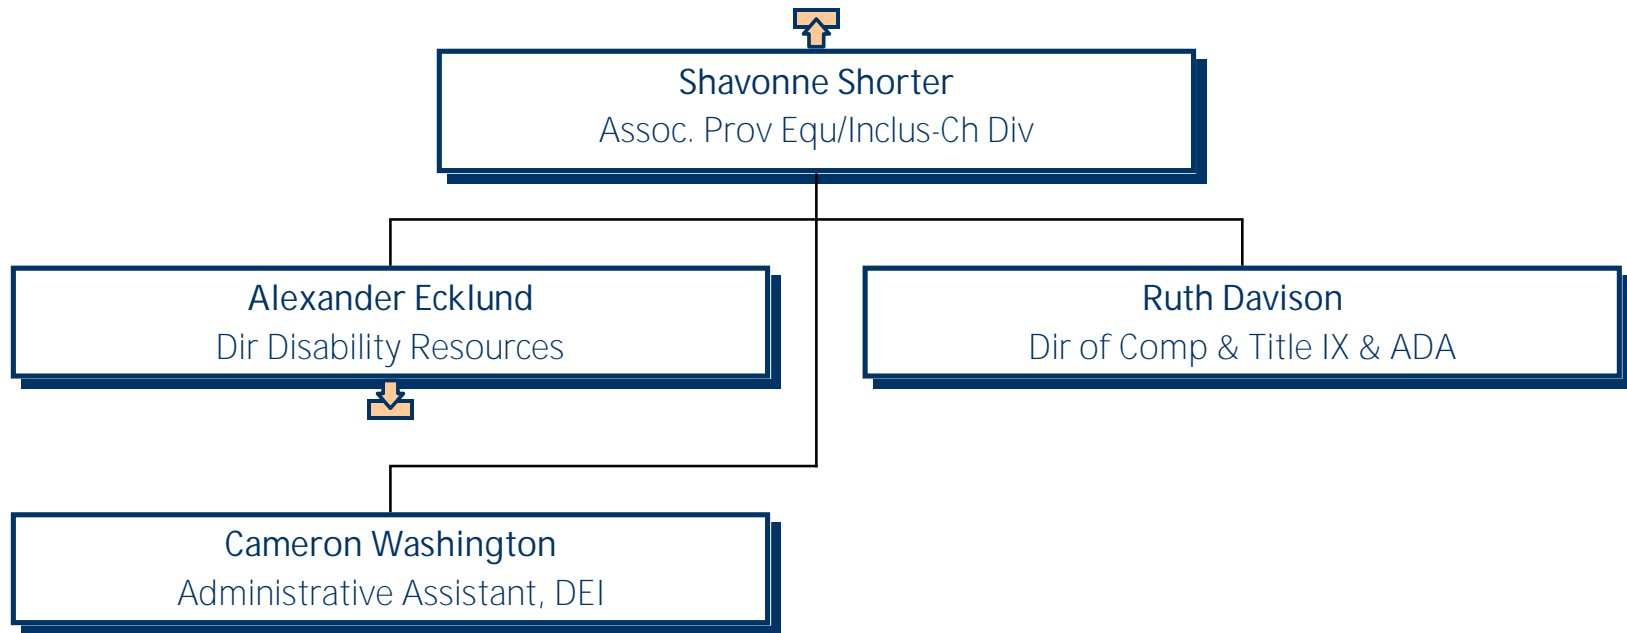 Shavonne Shorter
Assoc. Prov Equ/Inclus-Ch Div
Alexander Ecklund
Dir Disability Resources
Ruth Davison
Dir of Comp & Title IX & ADA
Cameron Washington
Administrative Assistant, DEI